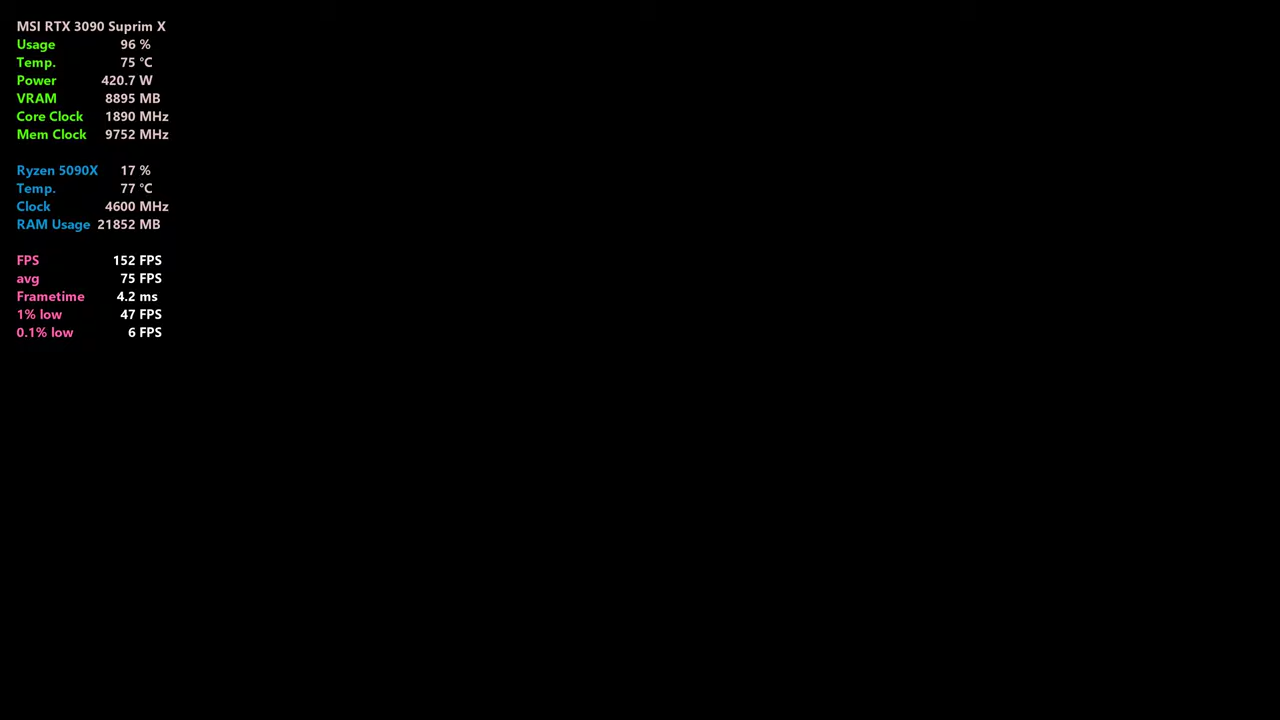 MSI RTX 3090 Suprim X
Usage 96 %
Temp. 75 °C
Power 420.7 W
VRAM 8895 MB
Core Clock 1890 MHz
Mem Clock 9752 MHz
Ryzen 5090X 17 %
Temp. 77 °C
Clock 4600 MHz
RAM Usage 21852 MB
FPS 152 FPS
avg 75 FPS
Frametime 4.2 ms
1% low 47 FPS
0.1% low 6 FPS